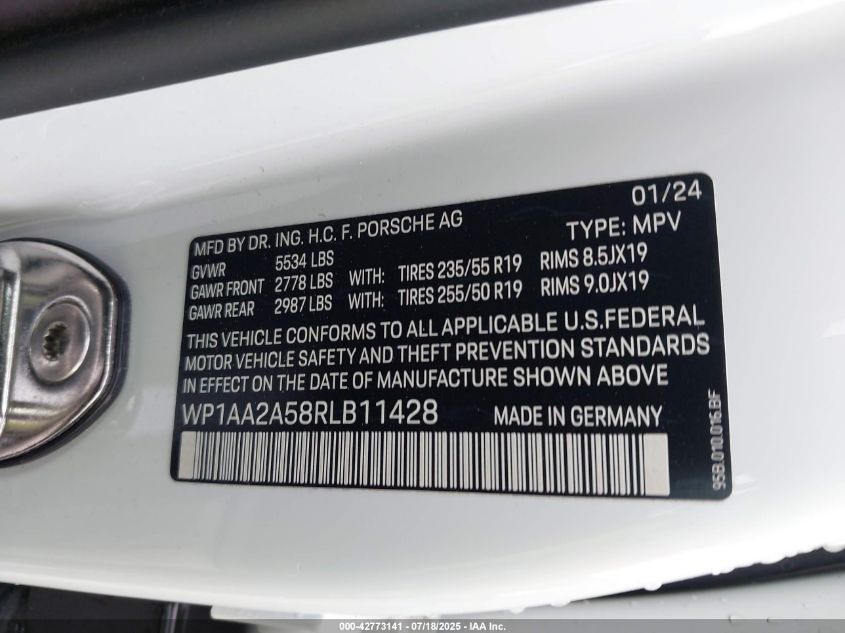 01/24
MFD BY DR. ING. H.C. F. PORSCHE AG TYPE: MPV
GVWR 5534 LBS
GAWR FRONT 2778 LBS WITH: TIRES 235/55 R19 RIMS 8.5JX19
GAWR REAR 2987 LBS WITH: TIRES 255/50 R19 RIMS 9.0JX19
THIS VEHICLE CONFORMS TO ALL APPLICABLE U.S.FEDERAL
MOTOR VEHICLE SAFETY AND THEFT PREVENTION STANDARDS
IN EFFECT ON THE DATE OF MANUFACTURE SHOWN ABOVE
WP1AA2A58RLB11428 MADE IN GERMANY
95B.010.016.BF
000-42773141 - 07/18/2025 - IAA Inc.